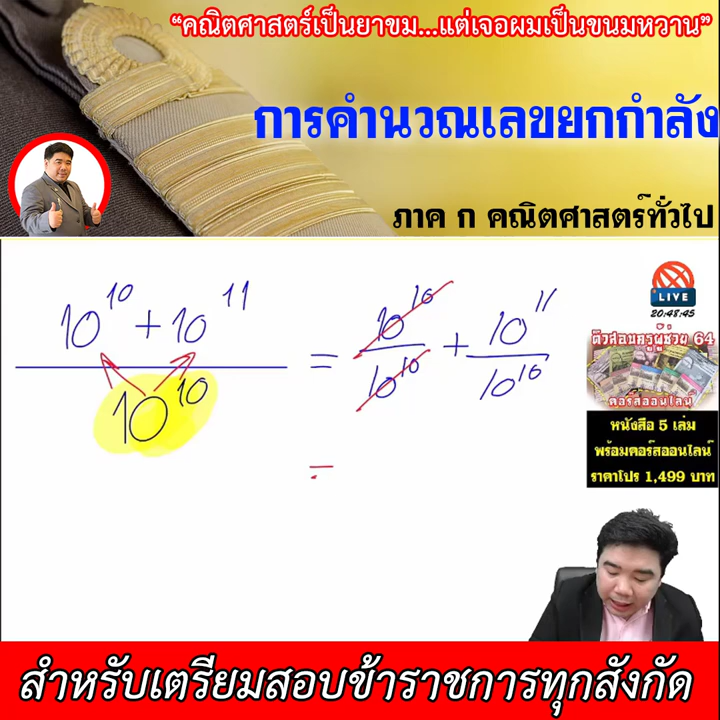 “คณิตศาสตร์เป็นยาขม...แต่เจอผมเป็นขนมหวาน”
การคำนวณเลขยกกำลัง
ภาค ก คณิตศาสตร์ทั่วไป
10^10 + 10^11 / 10^10 = 10^10 / 10^10 + 10^11 / 10^10
=
LIVE
20:48:45
ติวสอบครูผู้ช่วย 64
คอร์สออนไลน์
หนังสือ 5 เล่ม
พร้อมคอร์สออนไลน์
ราคาโปร 1,499 บาท
สำหรับเตรียมสอบข้าราชการทุกสังกัด